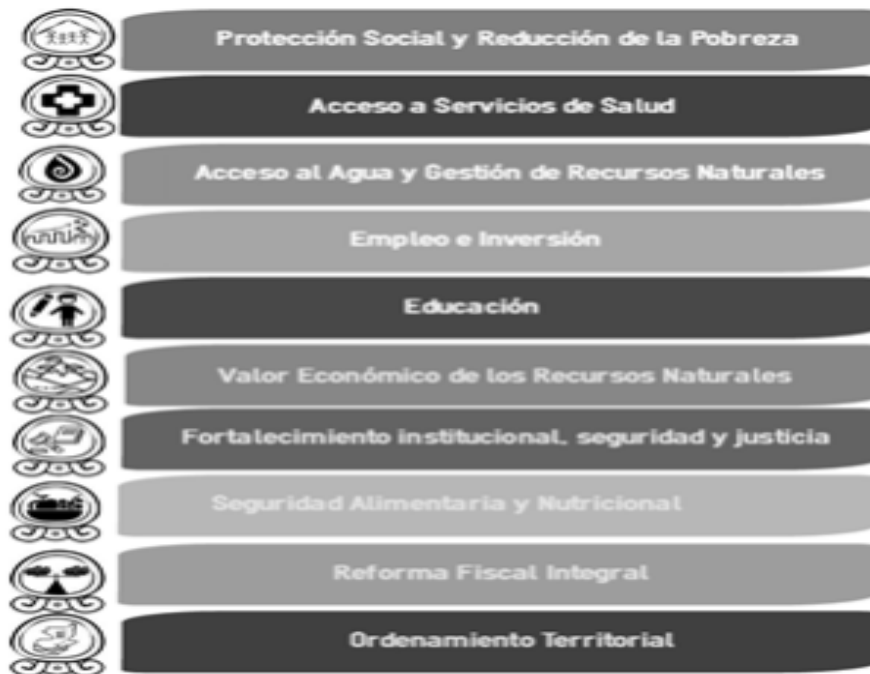 Protección Social y Reducción de la Pobreza
Acceso a Servicios de Salud
Acceso al Agua y Gestión de Recursos Naturales
Empleo e Inversión
Educación
Valor Económico de los Recursos Naturales
Fortalecimiento institucional, seguridad y justicia
Seguridad Alimentaria y Nutricional
Reforma Fiscal Integral
Ordenamiento Territorial